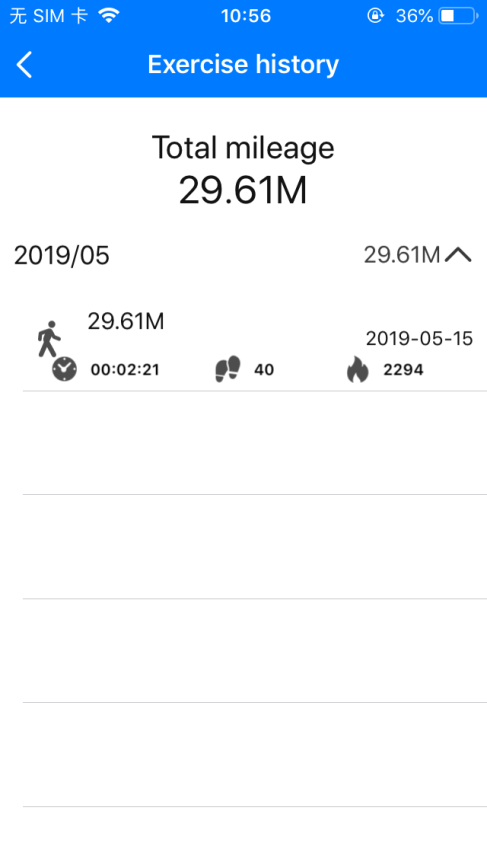 无 SIM 卡 10:56 36%
Exercise history
Total mileage
29.61M
2019/05 29.61M
29.61M
2019-05-15
00:02:21 40 2294